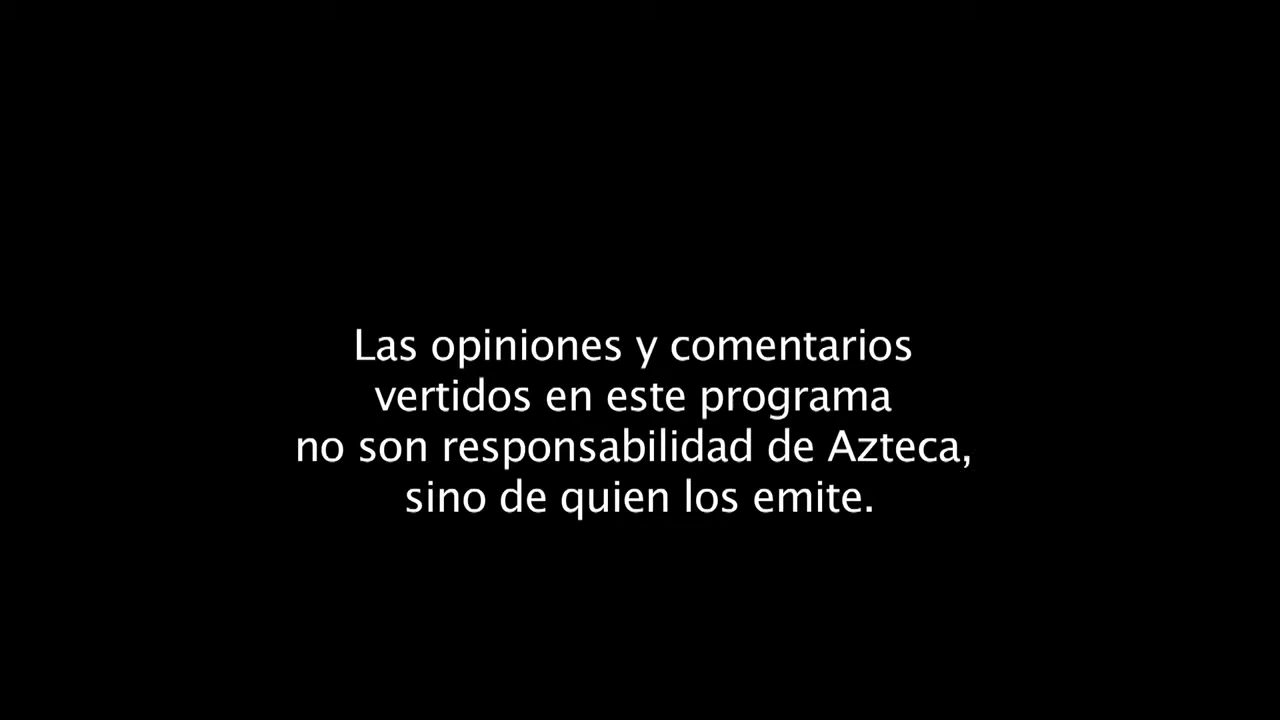 Las opiniones y comentarios
vertidos en este programa
no son responsabilidad de Azteca,
sino de quien los emite.